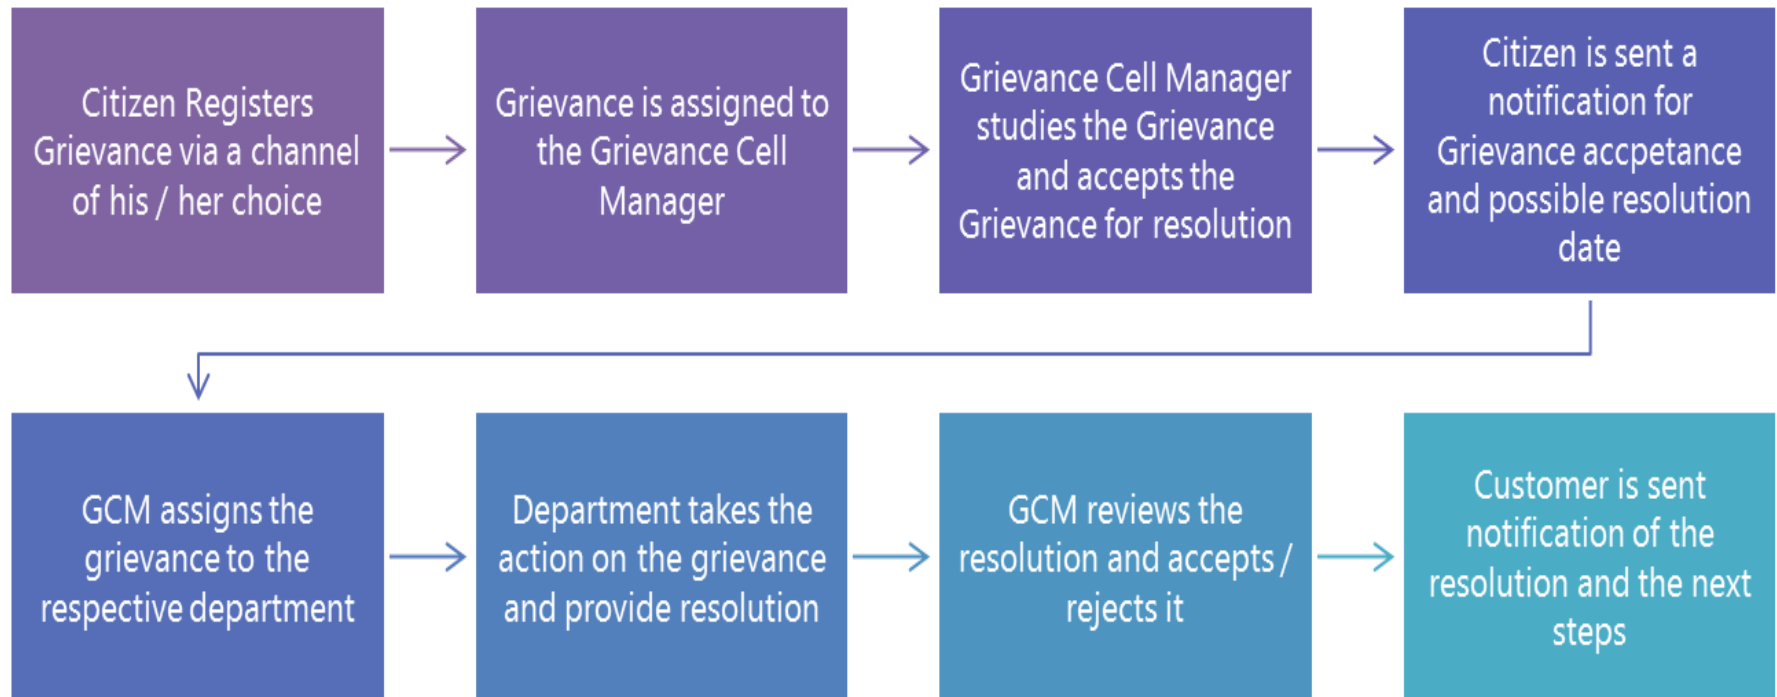 Citizen Registers
Grievance via a channel
of his / her choice
Grievance is assigned to
the Grievance Cell
Manager
Grievance Cell Manager
studies the Grievance
and accepts the
Grievance for resolution
Citizen is sent a
notification for
Grievance accpetance
and possible resolution
date
GCM assigns the
grievance to the
respective department
Department takes the
action on the grievance
and provide resolution
GCM reviews the
resolution and accepts /
rejects it
Customer is sent
notification of the
resolution and the next
steps